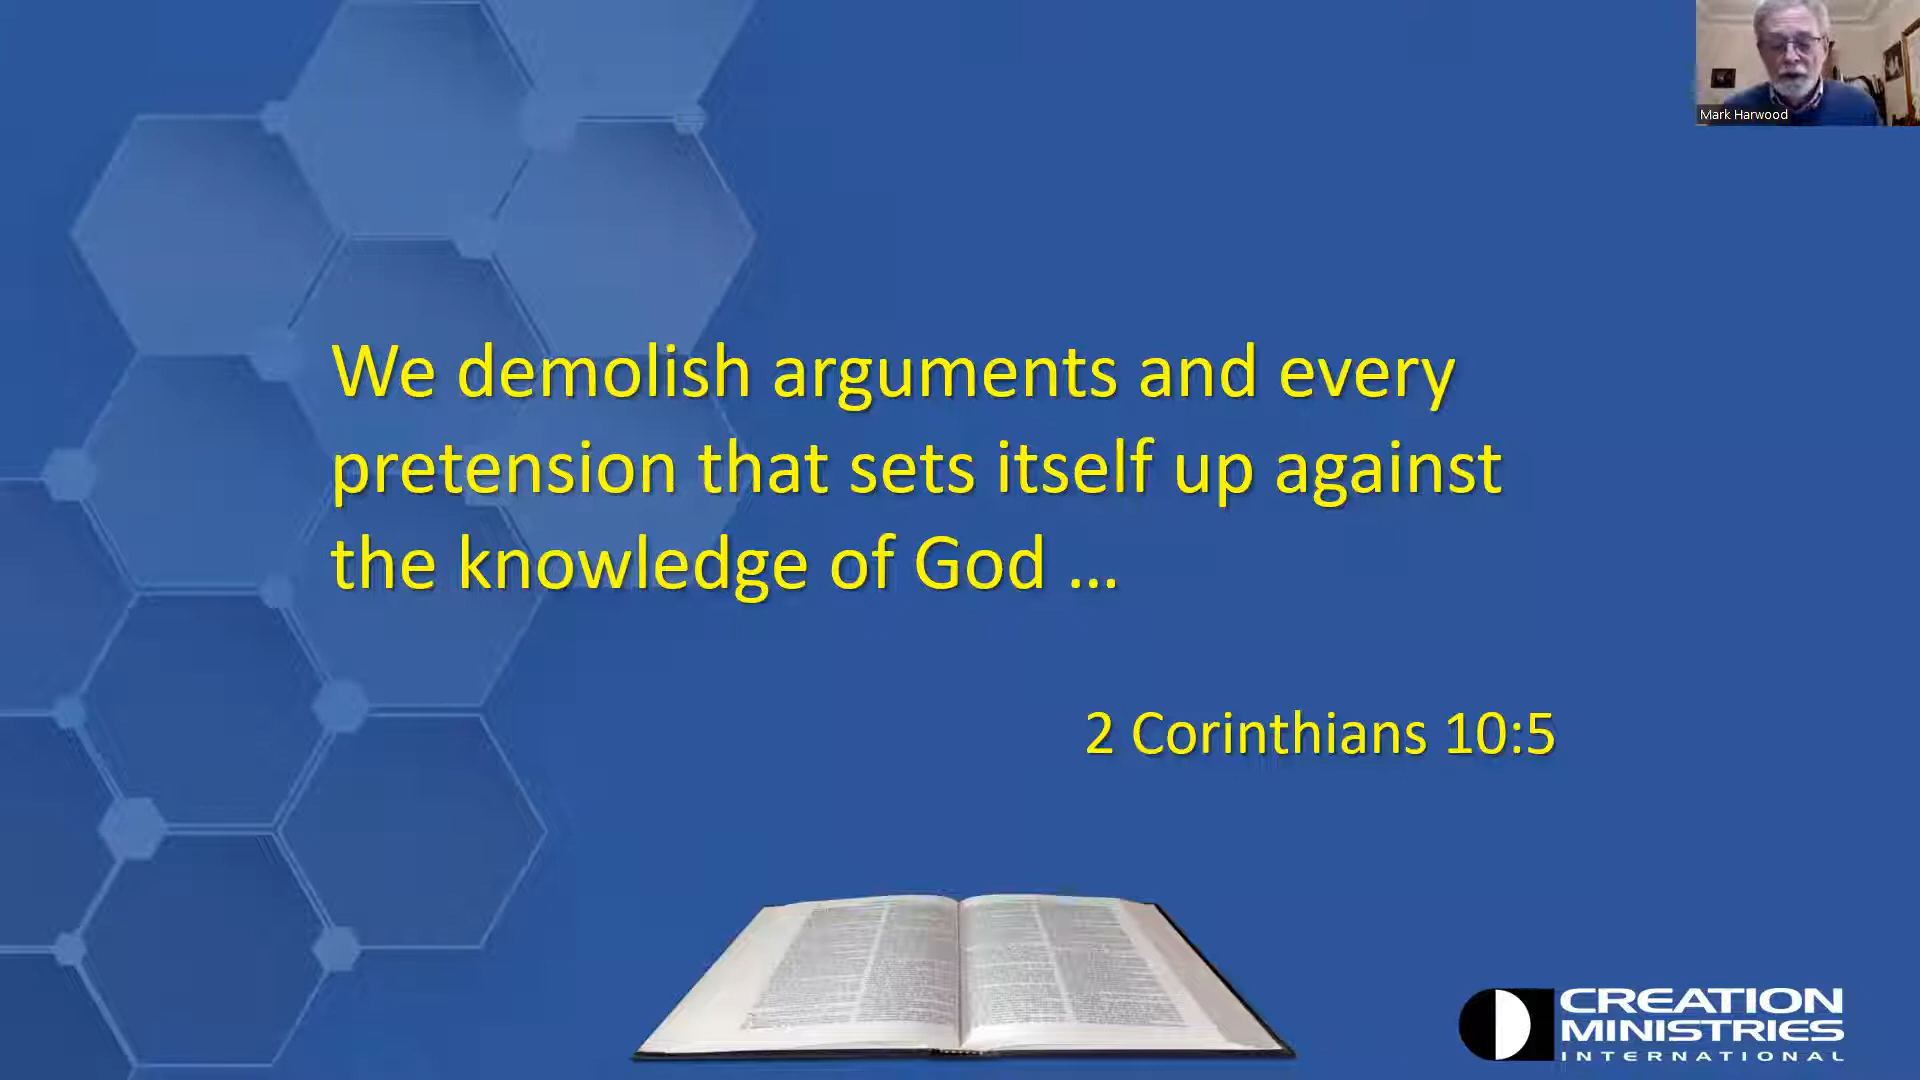 Mark Harwood
We demolish arguments and every
pretension that sets itself up against
the knowledge of God ...
2 Corinthians 10:5
CREATION
MINISTRIES
INTERNATIONAL